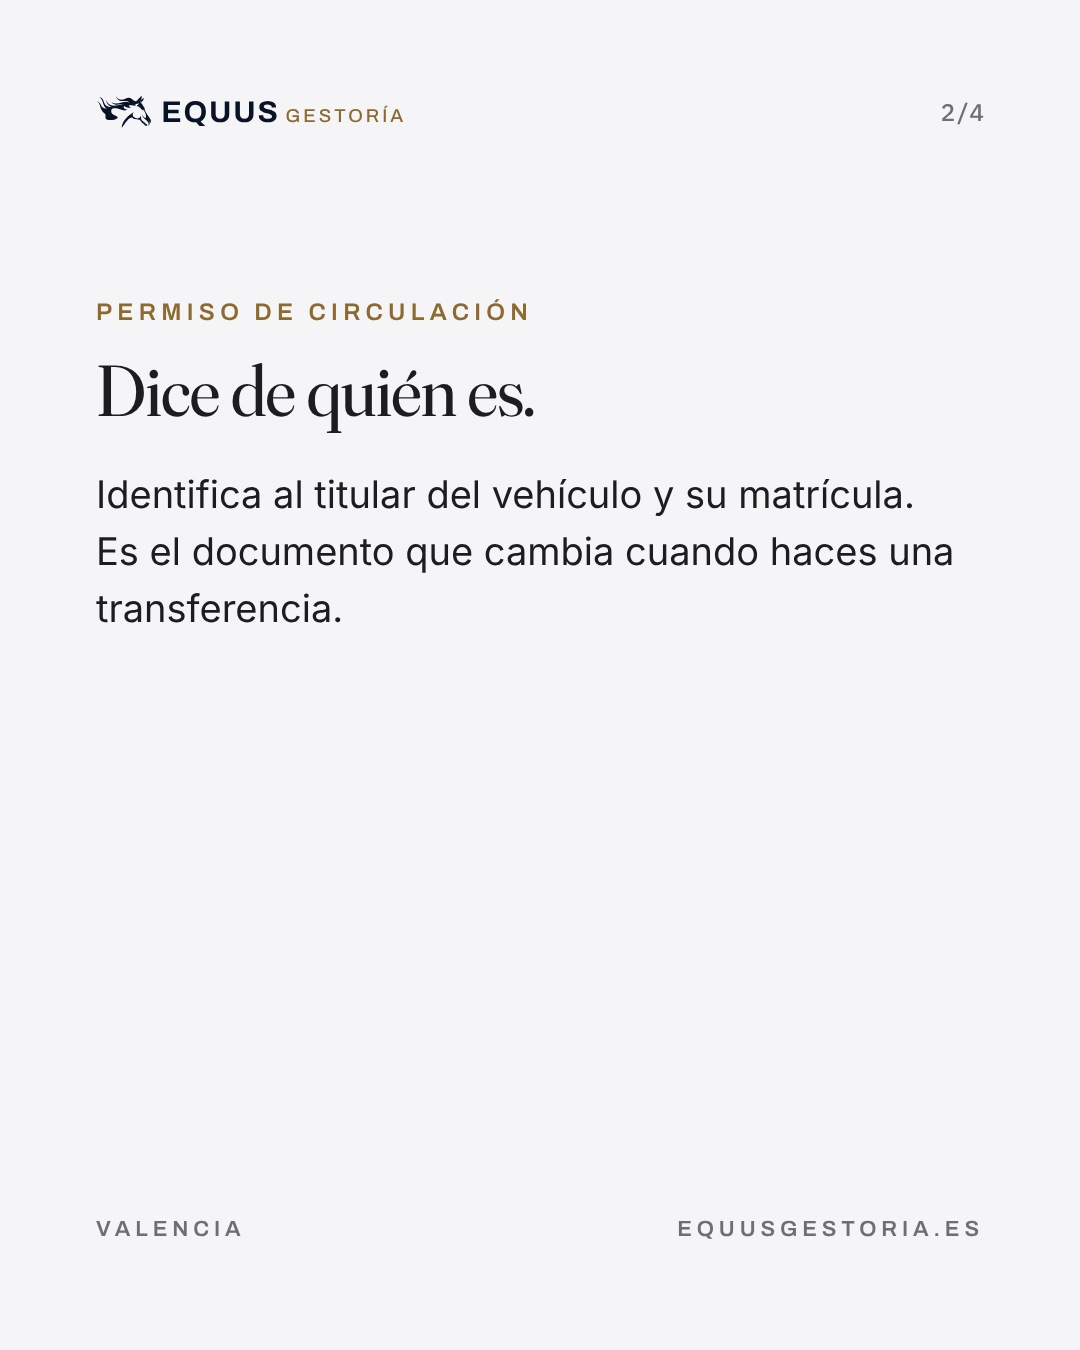 EQUUS GESTORÍA
2/4
PERMISO DE CIRCULACIÓN
Dice de quién es.
Identifica al titular del vehículo y su matrícula.
Es el documento que cambia cuando haces una
transferencia.
VALENCIA
EQUUSGESTORIA.ES